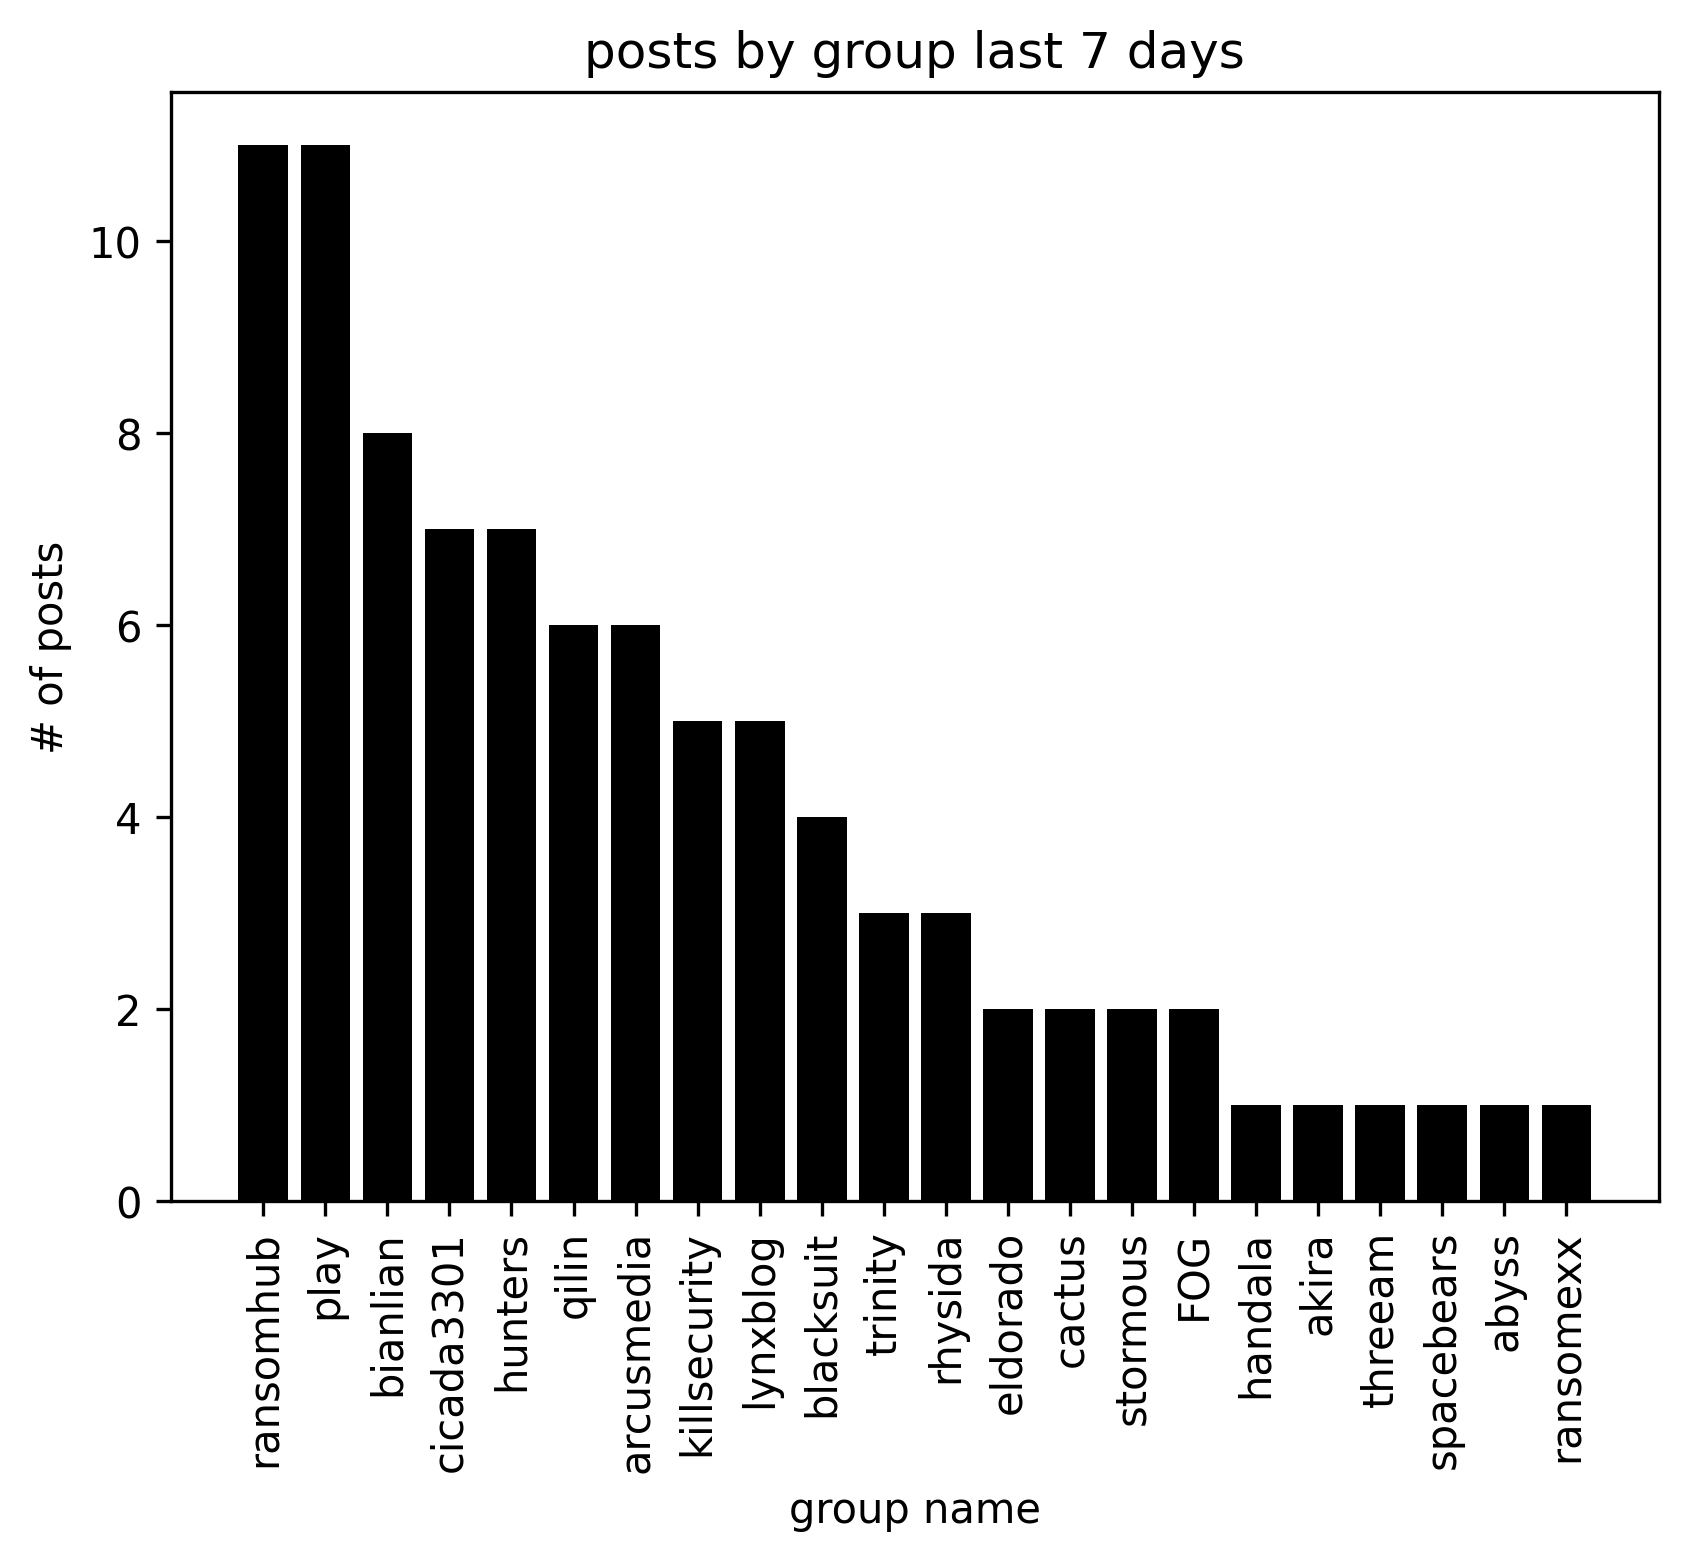 posts by group last 7 days
# of posts
10
8
6
4
2
0
ransomhub
play
bianlian
cicada3301
hunters
qilin
arcusmedia
killsecurity
lynxblog
blacksuit
trinity
rhysida
eldorado
cactus
stormous
FOG
handala
akira
threeam
spacebears
abyss
ransomexx
group name